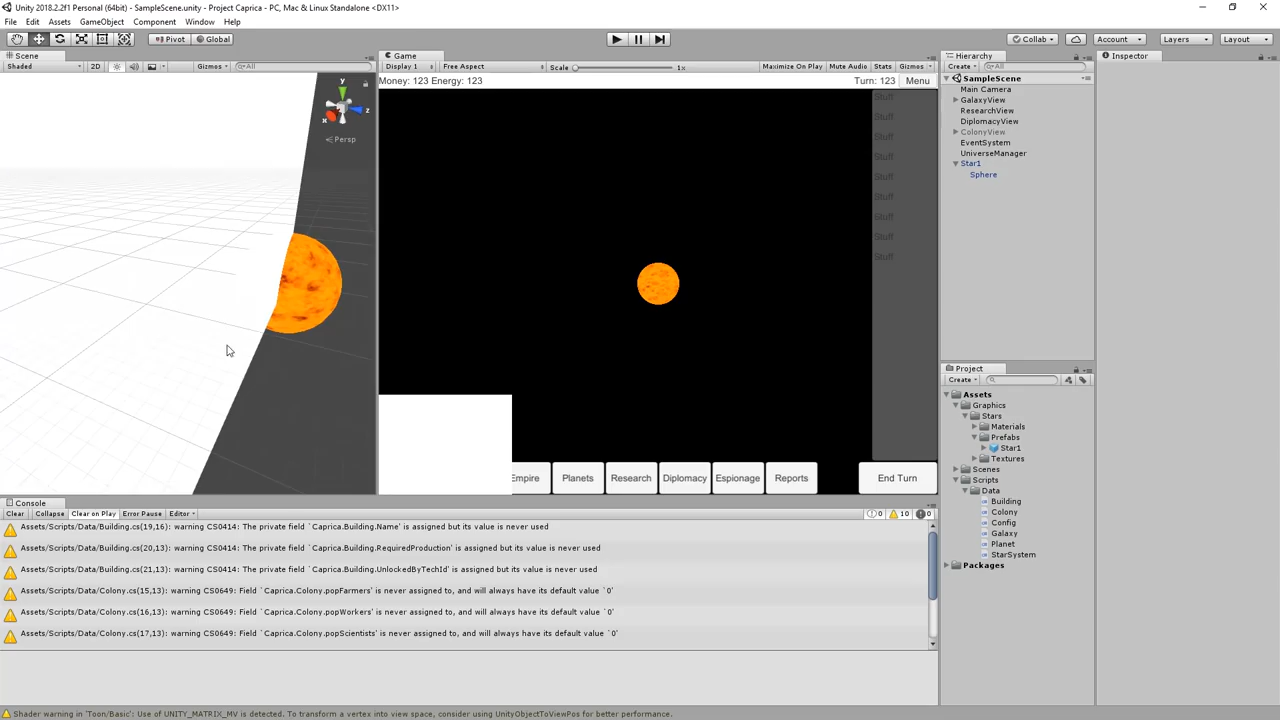 Unity 2018.2.2f1 Personal (64bit) - SampleScene.unity - Project Caprica - PC, Mac & Linux Standalone <DX11>
File Edit Assets GameObject Component Window Help
Pivot Global Collab Account Layers Layout
Scene
Shaded 2D Gizmos All
y
x z
Persp
Game
Display 1 Free Aspect Scale 1x Maximize On Play Mute Audio Stats Gizmos
Money: 123 Energy: 123 Turn: 123 Menu
Stuff
Stuff
Stuff
Stuff
Stuff
Stuff
Stuff
Stuff
Stuff
Empire Planets Research Diplomacy Espionage Reports End Turn
Hierarchy
Create All
SampleScene
Main Camera
GalaxyView
ResearchView
DiplomacyView
ColonyView
EventSystem
UniverseManager
Star1
Sphere
Inspector
Project
Create
Assets
Graphics
Stars
Materials
Prefabs
Star1
Textures
Scenes
Scripts
Data
Building
Colony
Config
Galaxy
Planet
StarSystem
Packages
Console
Clear Collapse Clear on Play Error Pause Editor 0 10 0
Assets/Scripts/Data/Building.cs(19,16): warning CS0414: The private field `Caprica.Building.Name' is assigned but its value is never used
Assets/Scripts/Data/Building.cs(20,13): warning CS0414: The private field `Caprica.Building.RequiredProduction' is assigned but its value is never used
Assets/Scripts/Data/Building.cs(21,13): warning CS0414: The private field `Caprica.Building.UnlockedByTechId' is assigned but its value is never used
Assets/Scripts/Data/Colony.cs(15,13): warning CS0649: Field `Caprica.Colony.popFarmers' is never assigned to, and will always have its default value `0'
Assets/Scripts/Data/Colony.cs(16,13): warning CS0649: Field `Caprica.Colony.popWorkers' is never assigned to, and will always have its default value `0'
Assets/Scripts/Data/Colony.cs(17,13): warning CS0649: Field `Caprica.Colony.popScientists' is never assigned to, and will always have its default value `0'
Shader warning in 'Toon/Basic': Use of UNITY_MATRIX_MV is detected. To transform a vertex into view space, consider using UnityObjectToViewPos for better performance.